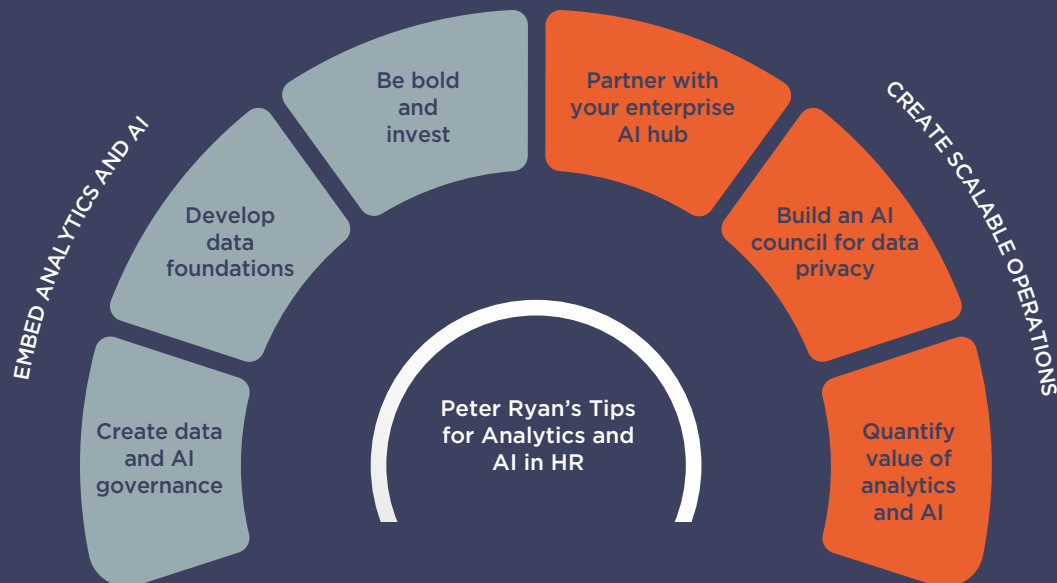 EMBED ANALYTICS AND AI
Create data
and AI
governance
Develop
data
foundations
Be bold
and
invest
Partner with
your enterprise
AI hub
Build an AI
council for data
privacy
Quantify
value of
analytics
and AI
CREATE SCALABLE OPERATIONS
Peter Ryan’s Tips
for Analytics and
AI in HR